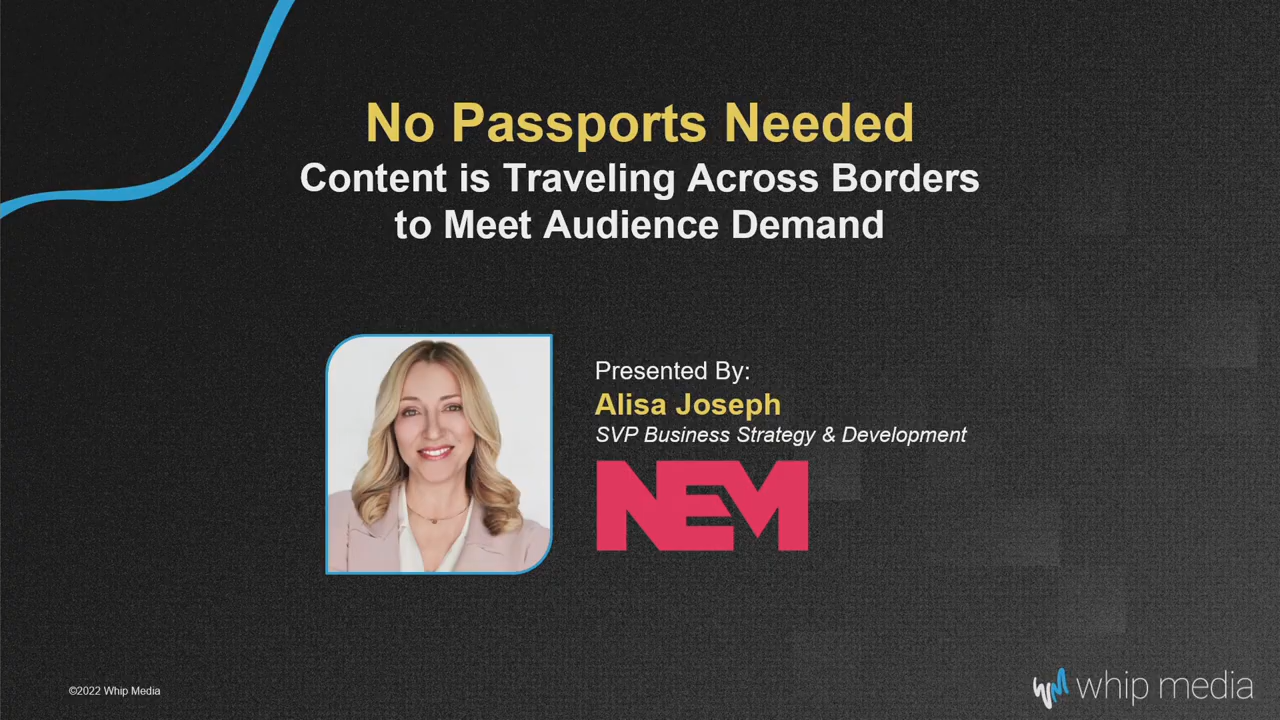 No Passports Needed
Content is Traveling Across Borders
to Meet Audience Demand
Presented By:
Alisa Joseph
SVP Business Strategy & Development
NEM
©2022 Whip Media
whip media